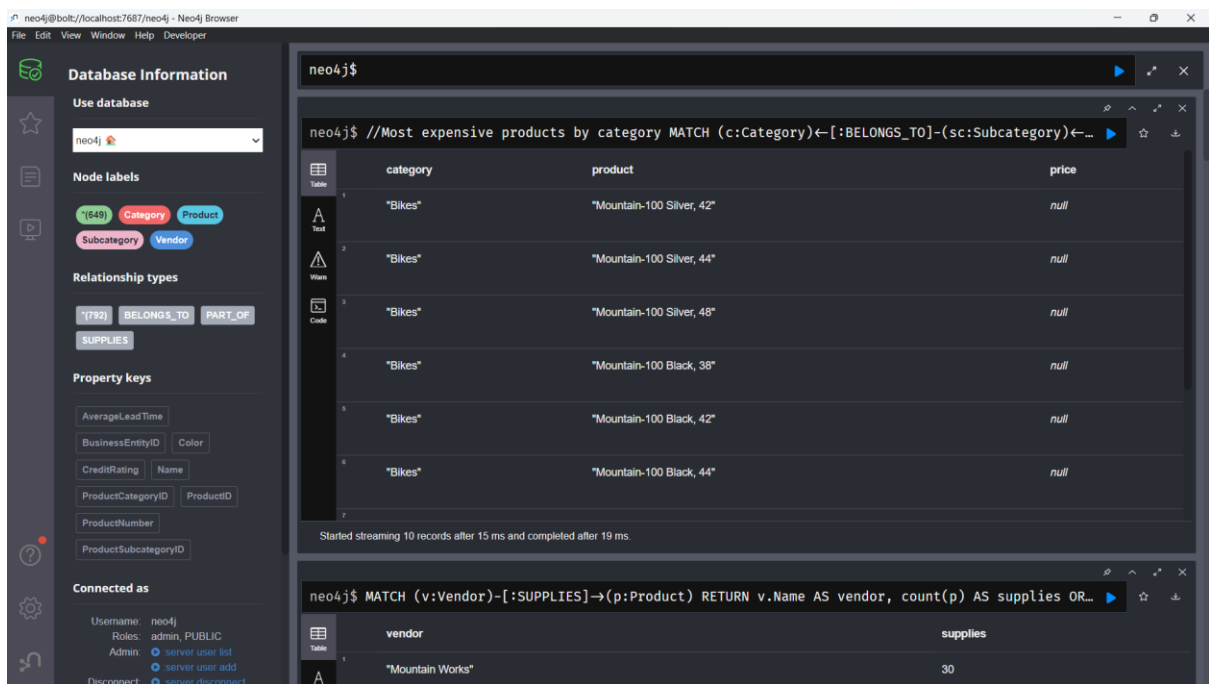 neo4j@bolt://localhost:7687/neo4j - Neo4j Browser
File Edit View Window Help Developer
Database Information
Use database
neo4j
Node labels
*(649) Category Product
Subcategory Vendor
Relationship types
*(792) BELONGS_TO PART_OF
SUPPLIES
Property keys
AverageLeadTime
BusinessEntityID Color
CreditRating Name
ProductCategoryID ProductID
ProductNumber
ProductSubcategoryID
Connected as
Username: neo4j
Roles: admin, PUBLIC
Admin: server user list
server user add
Disconnect: server disconnect
neo4j$
neo4j$ //Most expensive products by category MATCH (c:Category)←[:BELONGS_TO]-(sc:Subcategory)←…
Table
Text
Warn
Code
category product price
1 "Bikes" "Mountain-100 Silver, 42" null
2 "Bikes" "Mountain-100 Silver, 44" null
3 "Bikes" "Mountain-100 Silver, 48" null
4 "Bikes" "Mountain-100 Black, 38" null
5 "Bikes" "Mountain-100 Black, 42" null
6 "Bikes" "Mountain-100 Black, 44" null
7
Started streaming 10 records after 15 ms and completed after 19 ms.
neo4j$ MATCH (v:Vendor)-[:SUPPLIES]→(p:Product) RETURN v.Name AS vendor, count(p) AS supplies OR…
Table
A
vendor supplies
1 "Mountain Works" 30